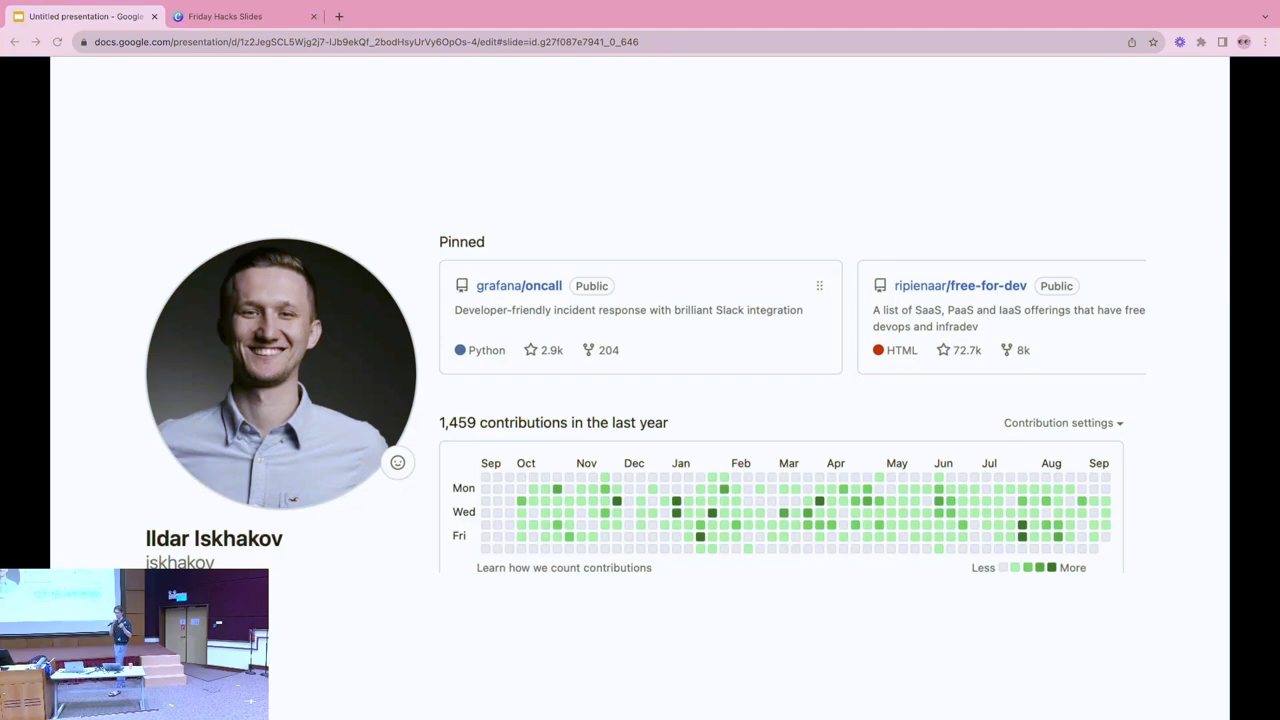 Untitled presentation - Google
Friday Hacks Slides
docs.google.com/presentation/d/1z2JegSCL5Wjg2j7-IJb9ekQf_2bodHsyUrVy6OpOs-4/edit#slide=id.g27f087e7941_0_646
Pinned
grafana/oncall Public
Developer-friendly incident response with brilliant Slack integration
Python 2.9k 204
ripienaar/free-for-dev Public
A list of SaaS, PaaS and IaaS offerings that have free
devops and infradev
HTML 72.7k 8k
1,459 contributions in the last year
Contribution settings
Sep Oct Nov Dec Jan Feb Mar Apr May Jun Jul Aug Sep
Mon
Wed
Fri
Learn how we count contributions
Less More
Ildar Iskhakov
iskhakov